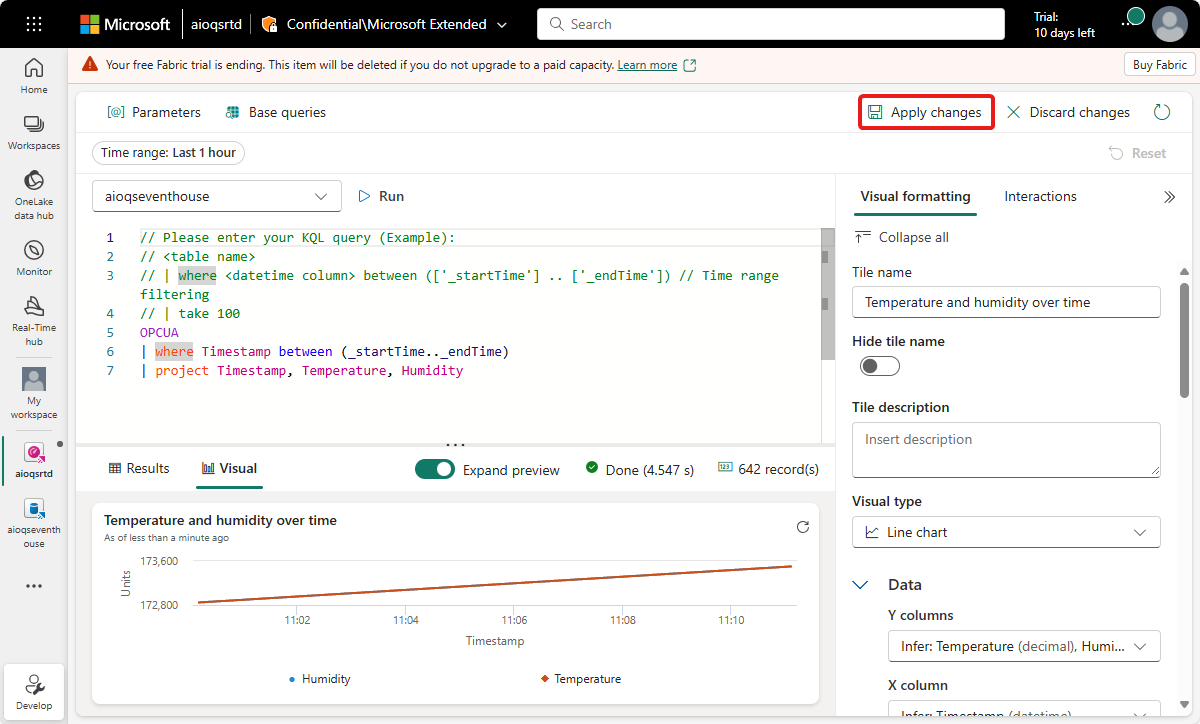 Microsoft
aioqsrtd
Confidential\Microsoft Extended
Search
Trial:
10 days left
Your free Fabric trial is ending. This item will be deleted if you do not upgrade to a paid capacity. Learn more
Buy Fabric
Home
Workspaces
OneLake
data hub
Monitor
Real-Time
hub
My
workspace
aioqsrtd
aioqseventh
ouse
Develop
[@] Parameters
Base queries
Apply changes
Discard changes
Time range: Last 1 hour
Reset
aioqseventhouse
Run
1 // Please enter your KQL query (Example):
2 // <table name>
3 // | where <datetime column> between (['_startTime'] .. ['_endTime']) // Time range
filtering
4 // | take 100
5 OPCUA
6 | where Timestamp between (_startTime.._endTime)
7 | project Timestamp, Temperature, Humidity
Results
Visual
Expand preview
Done (4.547 s)
123
642 record(s)
Temperature and humidity over time
As of less than a minute ago
Units
173,600
172,800
11:02
11:04
11:06
11:08
11:10
Timestamp
Humidity
Temperature
Visual formatting
Interactions
Collapse all
Tile name
Temperature and humidity over time
Hide tile name
Tile description
Insert description
Visual type
Line chart
Data
Y columns
Infer: Temperature (decimal), Humi...
X column
Infer: Timestamp (datetime)